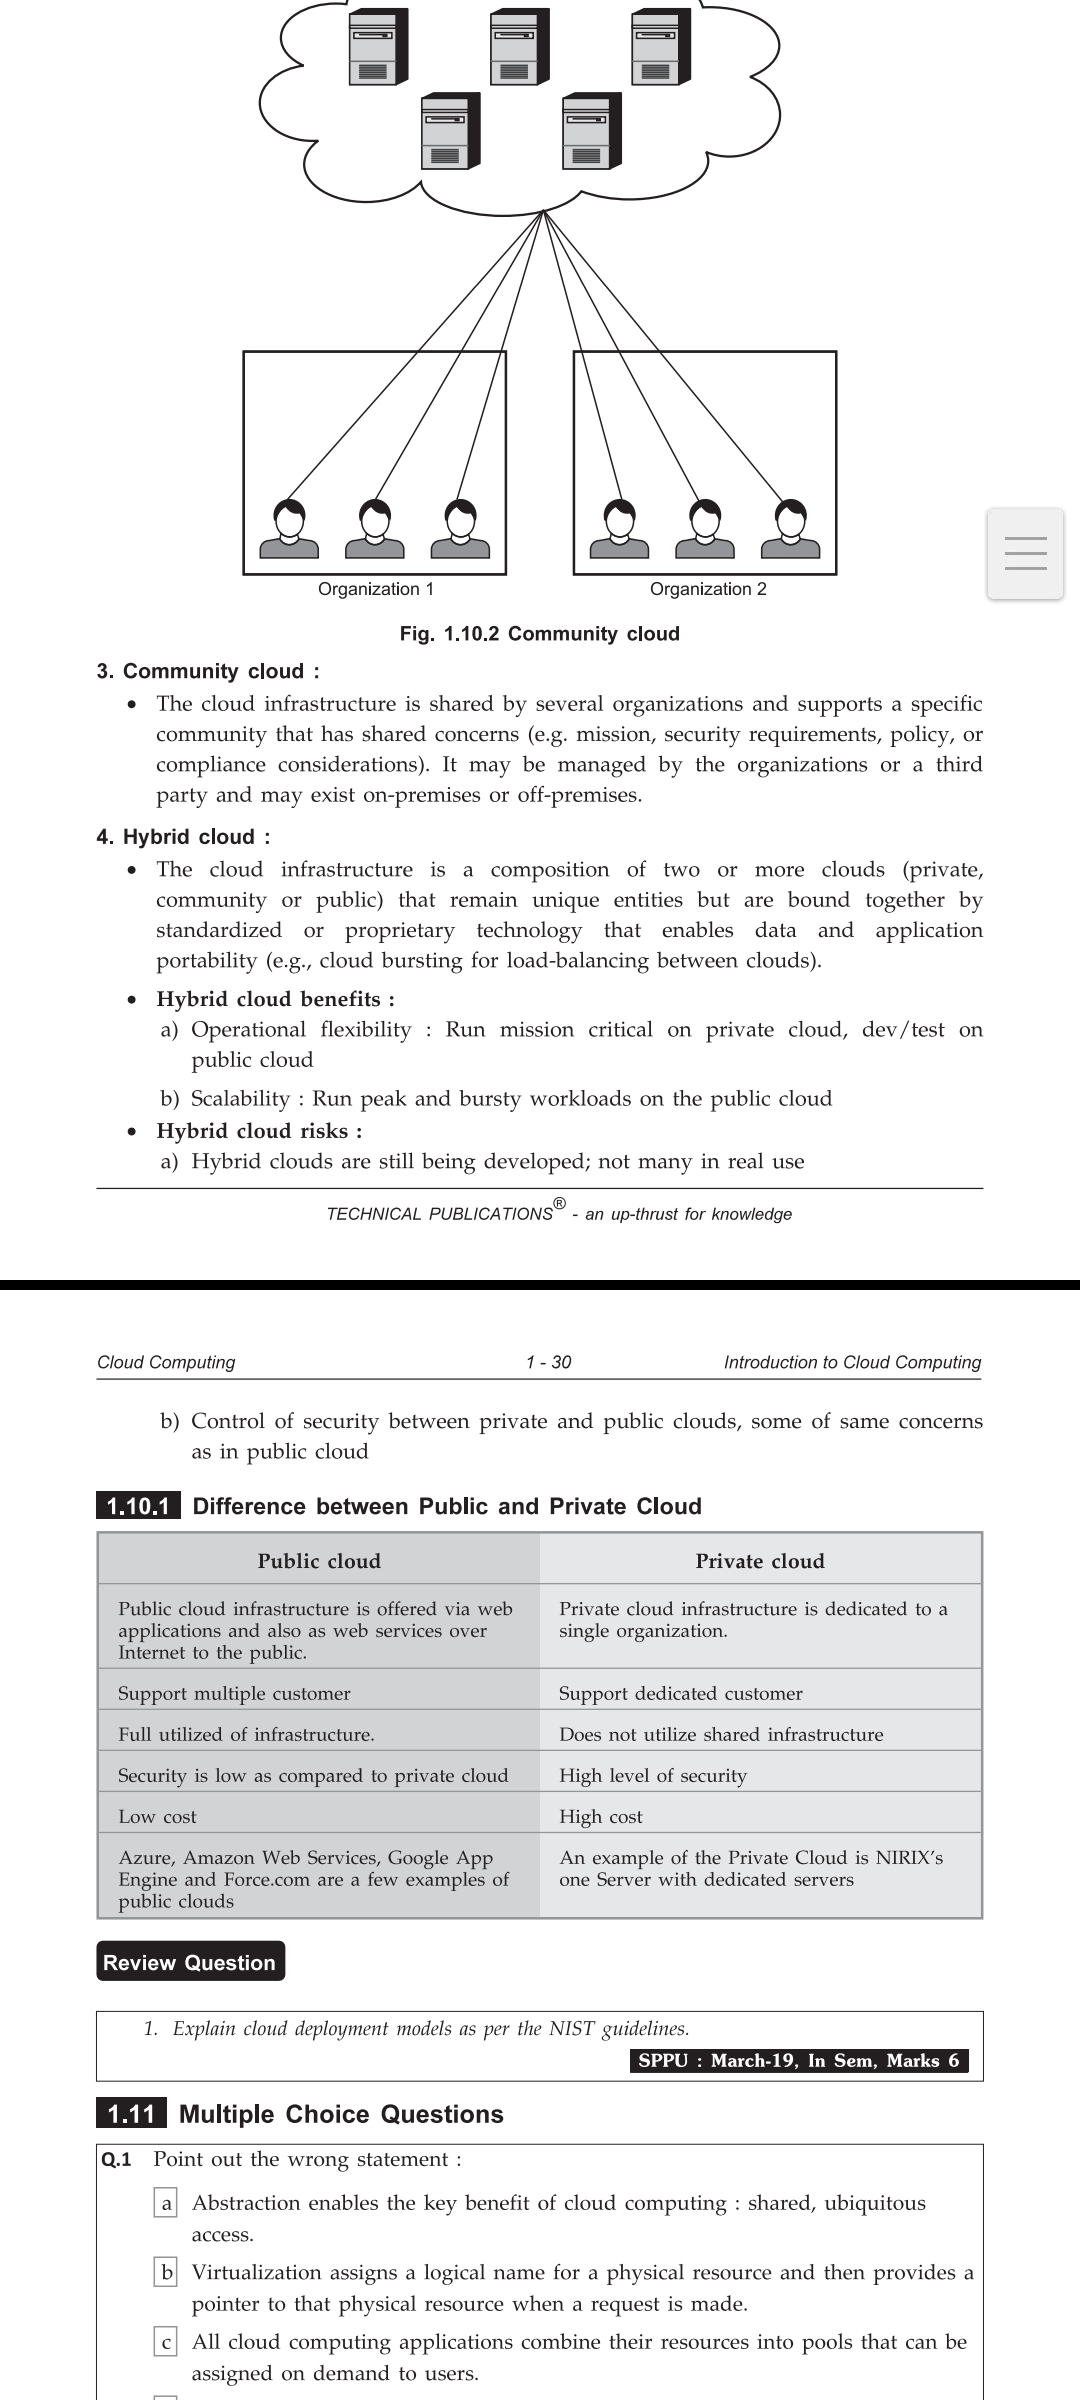 Organization 1
Organization 2
Fig. 1.10.2 Community cloud
3. Community cloud :
• The cloud infrastructure is shared by several organizations and supports a specific
community that has shared concerns (e.g. mission, security requirements, policy, or
compliance considerations). It may be managed by the organizations or a third
party and may exist on-premises or off-premises.
4. Hybrid cloud :
• The cloud infrastructure is a composition of two or more clouds (private,
community or public) that remain unique entities but are bound together by
standardized or proprietary technology that enables data and application
portability (e.g., cloud bursting for load-balancing between clouds).
• Hybrid cloud benefits :
a) Operational flexibility : Run mission critical on private cloud, dev/test on
public cloud
b) Scalability : Run peak and bursty workloads on the public cloud
• Hybrid cloud risks :
a) Hybrid clouds are still being developed; not many in real use
TECHNICAL PUBLICATIONS® - an up-thrust for knowledge
Cloud Computing 1 - 30 Introduction to Cloud Computing
b) Control of security between private and public clouds, some of same concerns
as in public cloud
1.10.1 Difference between Public and Private Cloud
Public cloud
Private cloud
Public cloud infrastructure is offered via web
applications and also as web services over
Internet to the public.
Private cloud infrastructure is dedicated to a
single organization.
Support multiple customer
Support dedicated customer
Full utilized of infrastructure.
Does not utilize shared infrastructure
Security is low as compared to private cloud
High level of security
Low cost
High cost
Azure, Amazon Web Services, Google App
Engine and Force.com are a few examples of
public clouds
An example of the Private Cloud is NIRIX's
one Server with dedicated servers
Review Question
1. Explain cloud deployment models as per the NIST guidelines.
SPPU : March-19, In Sem, Marks 6
1.11 Multiple Choice Questions
Q.1 Point out the wrong statement :
a Abstraction enables the key benefit of cloud computing : shared, ubiquitous
access.
b Virtualization assigns a logical name for a physical resource and then provides a
pointer to that physical resource when a request is made.
c All cloud computing applications combine their resources into pools that can be
assigned on demand to users.